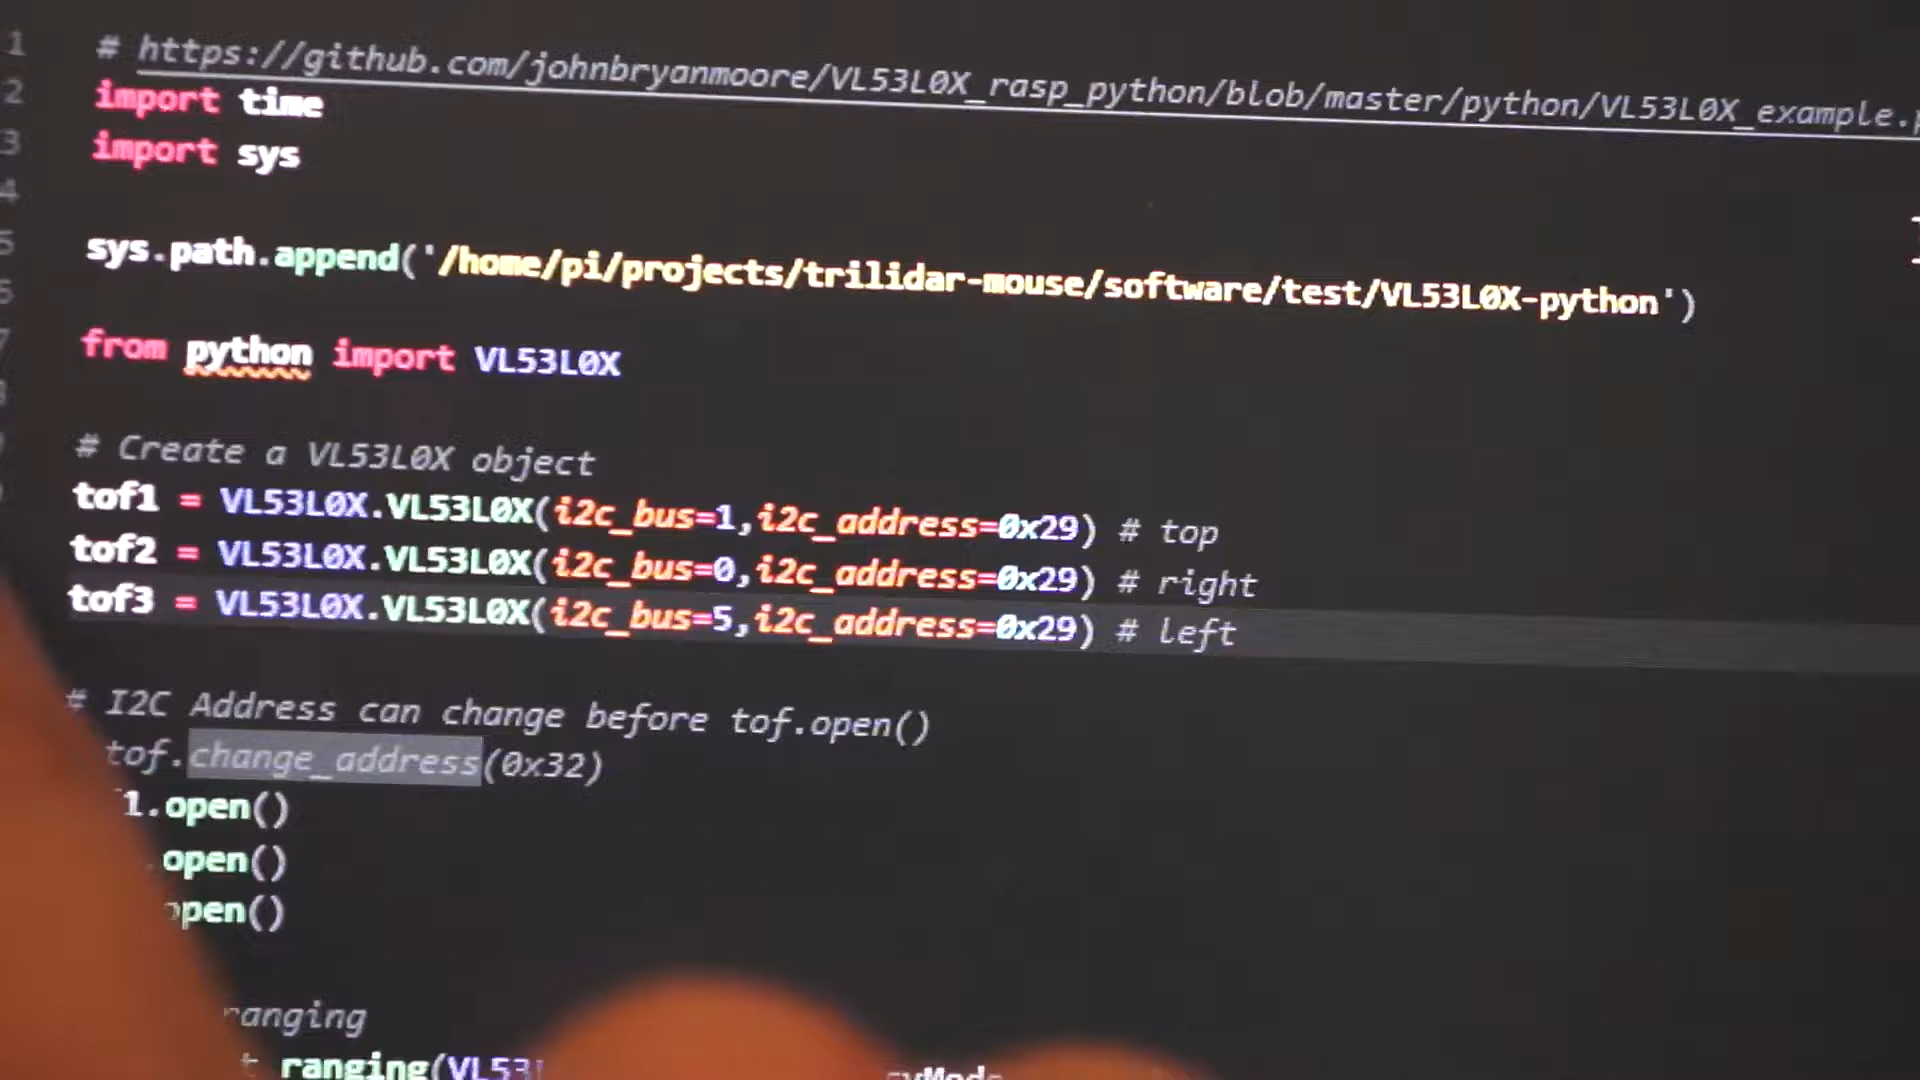 1 # https://github.com/johnbryanmoore/VL53L0X_rasp_python/blob/master/python/VL53L0X_example.
2 import time
3 import sys
4
5 sys.path.append('/home/pi/projects/trilidar-mouse/software/test/VL53L0X-python')
from python import VL53L0X
# Create a VL53L0X object
tof1 = VL53L0X.VL53L0X(i2c_bus=1,i2c_address=0x29) # top
tof2 = VL53L0X.VL53L0X(i2c_bus=0,i2c_address=0x29) # right
tof3 = VL53L0X.VL53L0X(i2c_bus=5,i2c_address=0x29) # left
# I2C Address can change before tof.open()
tof.change_address(0x32)
1.open()
.open()
open()
ranging
ranging(VL53